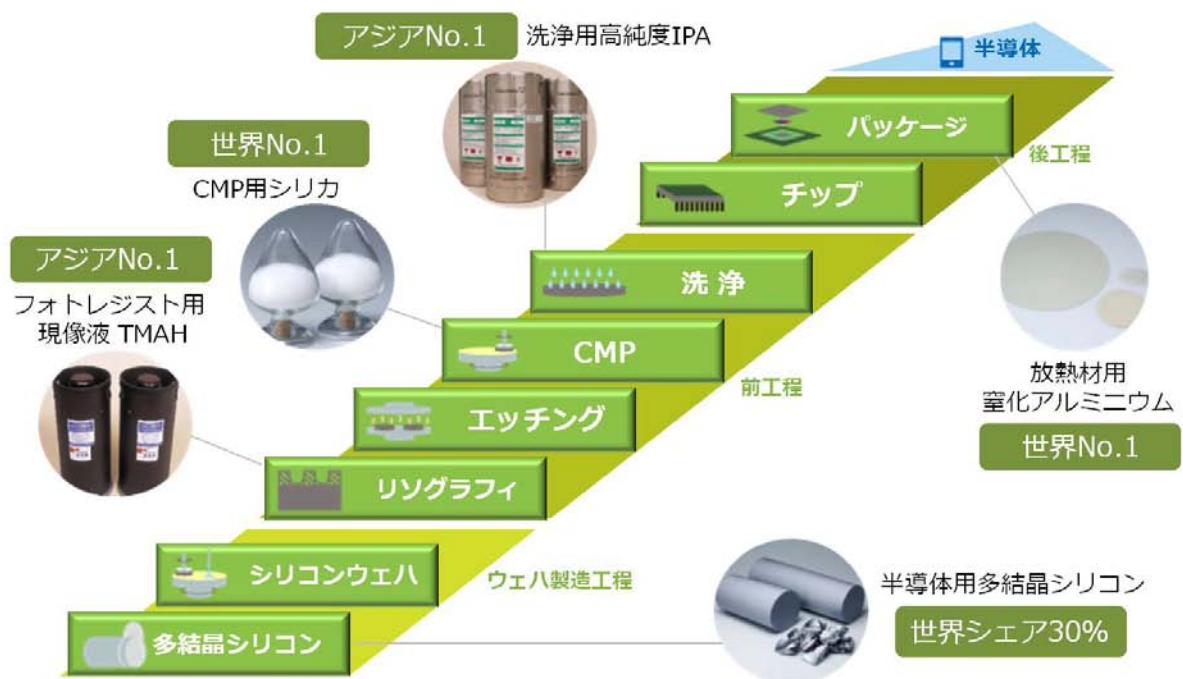 アジアNo.1
洗浄用高純度IPA
半導体
世界No.1
CMP用シリカ
パッケージ
後工程
チップ
アジアNo.1
フォトレジスト用
現像液 TMAH
洗 浄
CMP
前工程
放熱材用
窒化アルミニウム
世界No.1
エッチング
リソグラフィ
シリコンウェハ
ウェハ製造工程
半導体用多結晶シリコン
世界シェア30%
多結晶シリコン